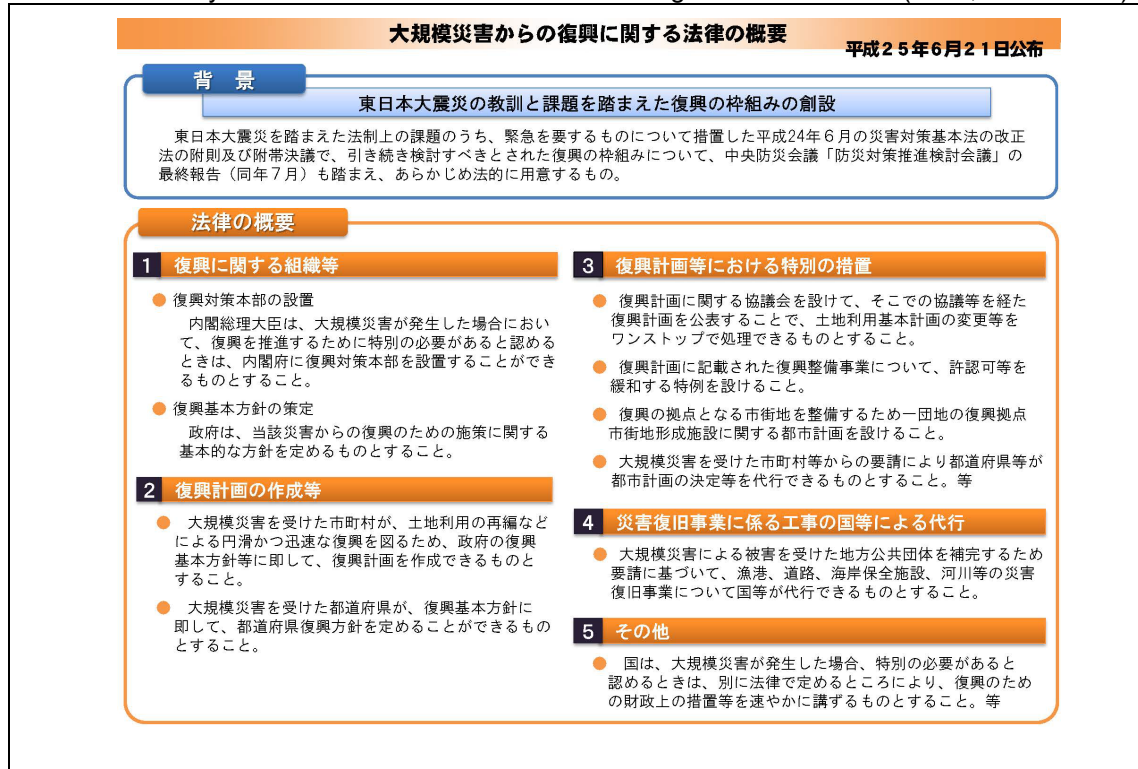 大規模災害からの復興に関する法律の概要
平成25年6月21日公布
背 景
東日本大震災の教訓と課題を踏まえた復興の枠組みの創設
東日本大震災を踏まえた法制上の課題のうち、緊急を要するものについて措置した平成24年6月の災害対策基本法の改正
法の附則及び附帯決議で、引き続き検討すべきとされた復興の枠組みについて、中央防災会議「防災対策推進検討会議」の
最終報告（同年7月）も踏まえ、あらかじめ法的に用意するもの。
法律の概要
1 復興に関する組織等
● 復興対策本部の設置
内閣総理大臣は、大規模災害が発生した場合におい
て、復興を推進するために特別の必要があると認める
ときは、内閣府に復興対策本部を設置することができ
るものとすること。
● 復興基本方針の策定
政府は、当該災害からの復興のための施策に関する
基本的な方針を定めるものとすること。
2 復興計画の作成等
● 大規模災害を受けた市町村が、土地利用の再編など
による円滑かつ迅速な復興を図るため、政府の復興
基本方針等に即して、復興計画を作成できるものと
すること。
● 大規模災害を受けた都道府県が、復興基本方針に
即して、都道府県復興方針を定めることができるもの
とすること。
3 復興計画等における特別の措置
● 復興計画に関する協議会を設けて、そこでの協議等を経た
復興計画を公表することで、土地利用基本計画の変更等を
ワンストップで処理できるものとすること。
● 復興計画に記載された復興整備事業について、許認可等を
緩和する特例を設けること。
● 復興の拠点となる市街地を整備するため一団地の復興拠点
市街地形成施設に関する都市計画を設けること。
● 大規模災害を受けた市町村等からの要請により都道府県等が
都市計画の決定等を代行できるものとすること。等
4 災害復旧事業に係る工事の国等による代行
● 大規模災害による被害を受けた地方公共団体を補完するため
要請に基づいて、漁港、道路、海岸保全施設、河川等の災害
復旧事業について国等が代行できるものとすること。
5 その他
● 国は、大規模災害が発生した場合、特別の必要があると
認めるときは、別に法律で定めるところにより、復興のため
の財政上の措置等を速やかに講ずるものとすること。等